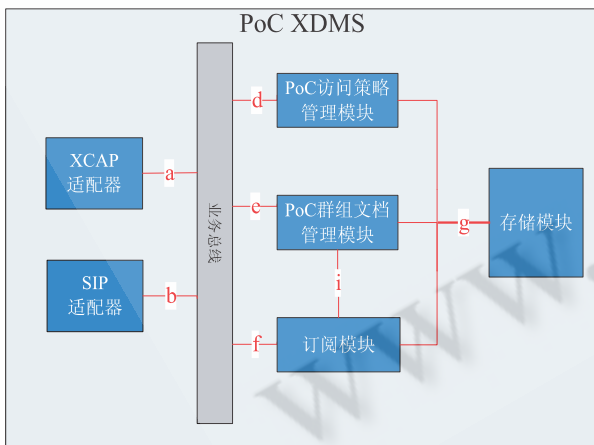 PoC XDMS
PoC访问策略
管理模块
d
XCAP
适配器
a
业务总线
e
PoC群组文档
管理模块
g
存储模块
i
SIP
适配器
b
f
订阅模块
WWW.